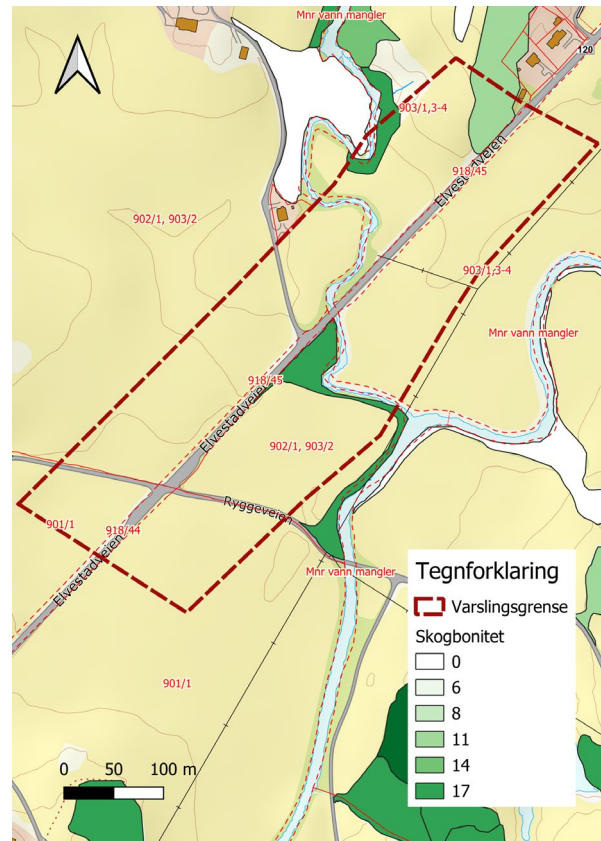 Mnr vann mangler
120
903/1,3-4
918/45
Elvestadveien
902/1, 903/2
903/1,3-4
Mnr vann mangler
918/45
Elvestadveien
902/1, 903/2
Ryggeveien
901/1
918/44
Elvestadveien
Mnr vann mangler
901/1
Tegnforklaring
Varslingsgrense
Skogbonitet
0
6
8
11
14
17
0 50 100 m